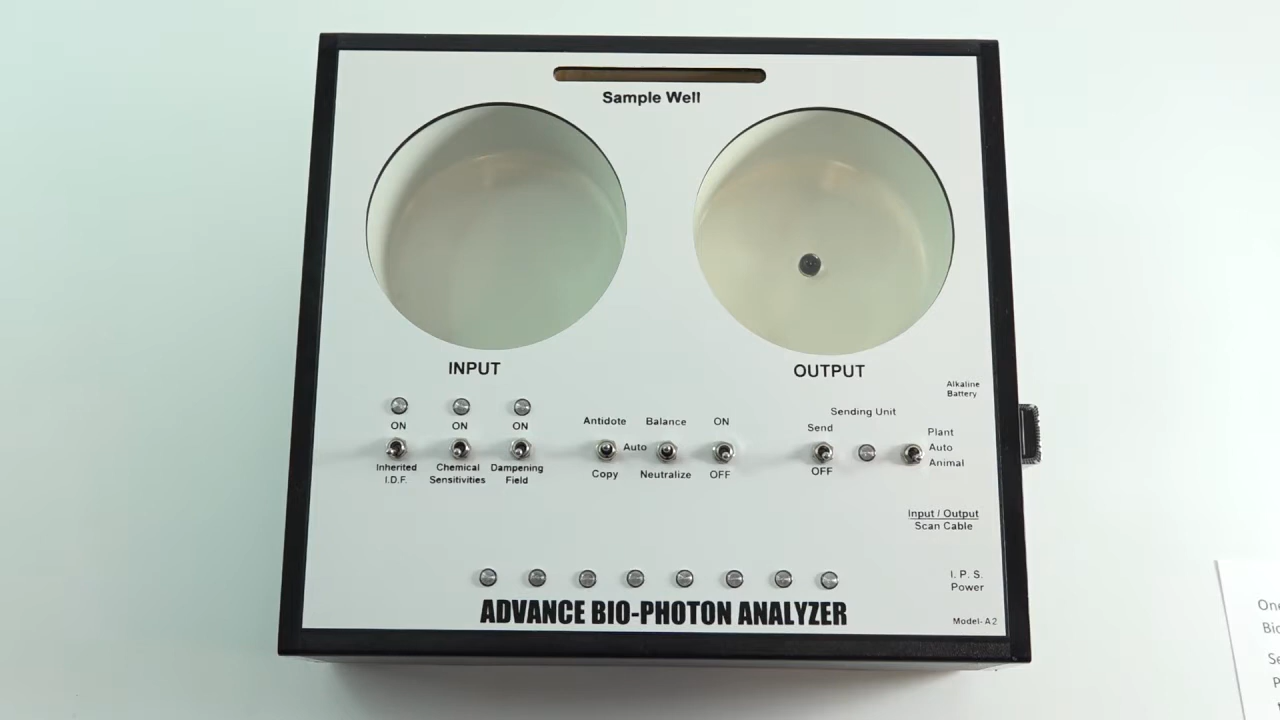 Sample Well
INPUT
OUTPUT
Alkaline
Battery
ON
ON
ON
Inherited
I.D.F.
Chemical
Sensitivities
Dampening
Field
Antidote
Auto
Copy
Balance
Neutralize
ON
OFF
Sending Unit
Send
OFF
Plant
Auto
Animal
Input / Output
Scan Cable
I. P. S.
Power
ADVANCE BIO-PHOTON ANALYZER
Model- A2